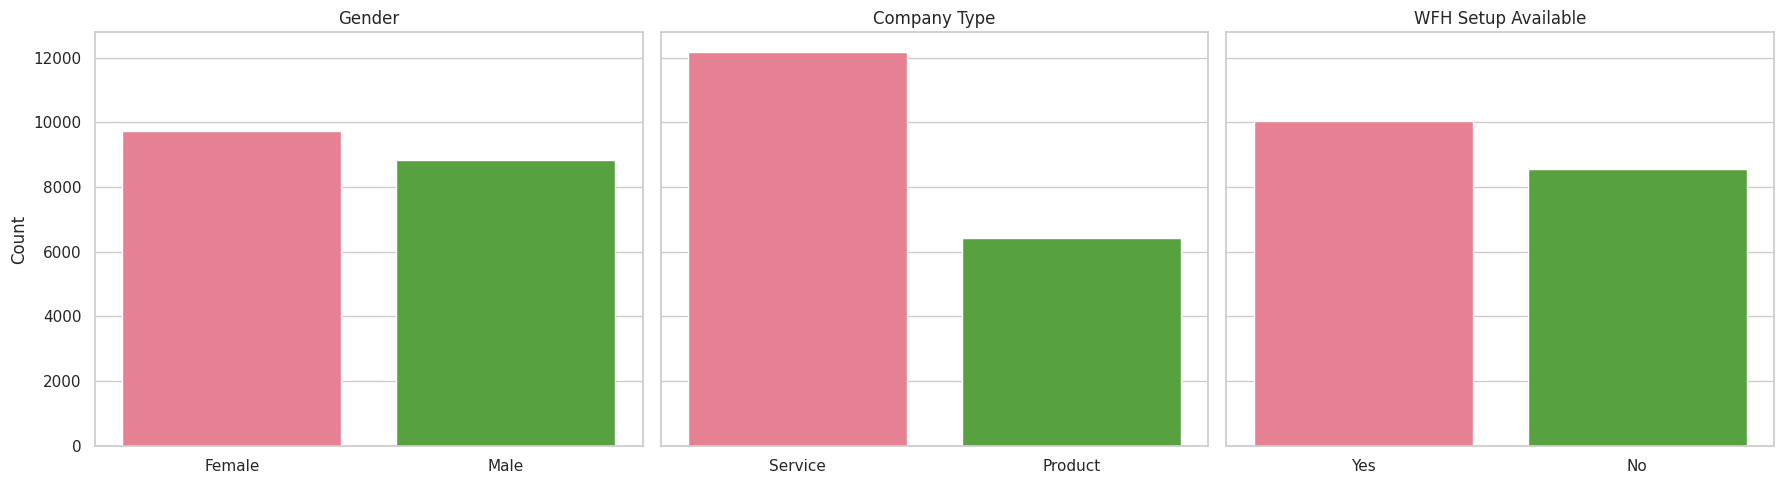 Gender
Company Type
WFH Setup Available
Count
12000
10000
8000
6000
4000
2000
0
Female
Male
Service
Product
Yes
No